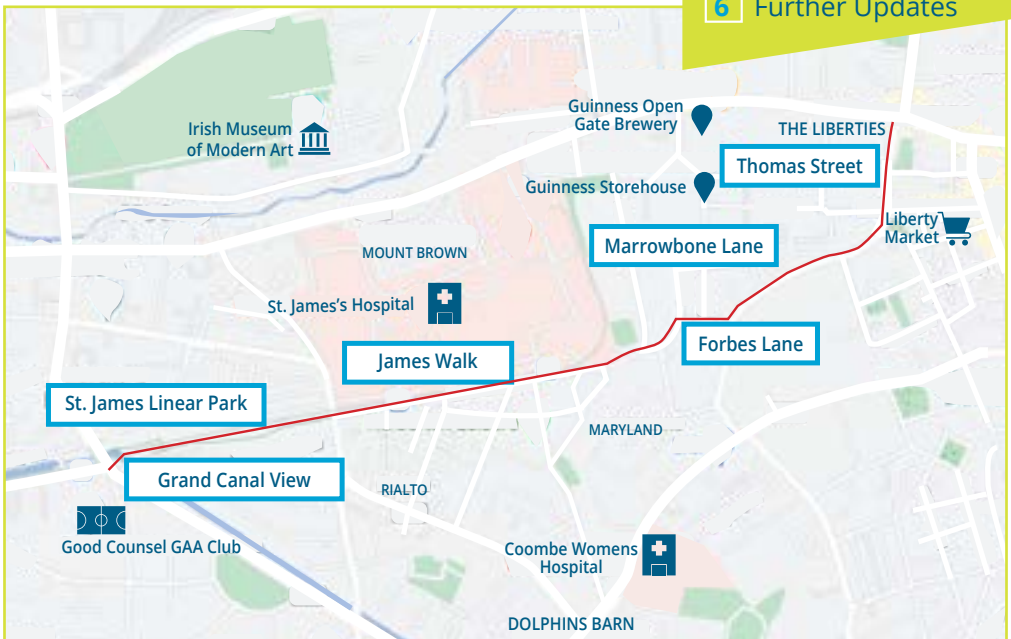 6 Further Updates
Irish Museum
of Modern Art
Guinness Open
Gate Brewery
THE LIBERTIES
Thomas Street
Guinness Storehouse
Liberty
Market
Marrowbone Lane
MOUNT BROWN
St. James's Hospital
Forbes Lane
James Walk
St. James Linear Park
MARYLAND
Grand Canal View
RIALTO
Good Counsel GAA Club
Coombe Womens
Hospital
DOLPHINS BARN